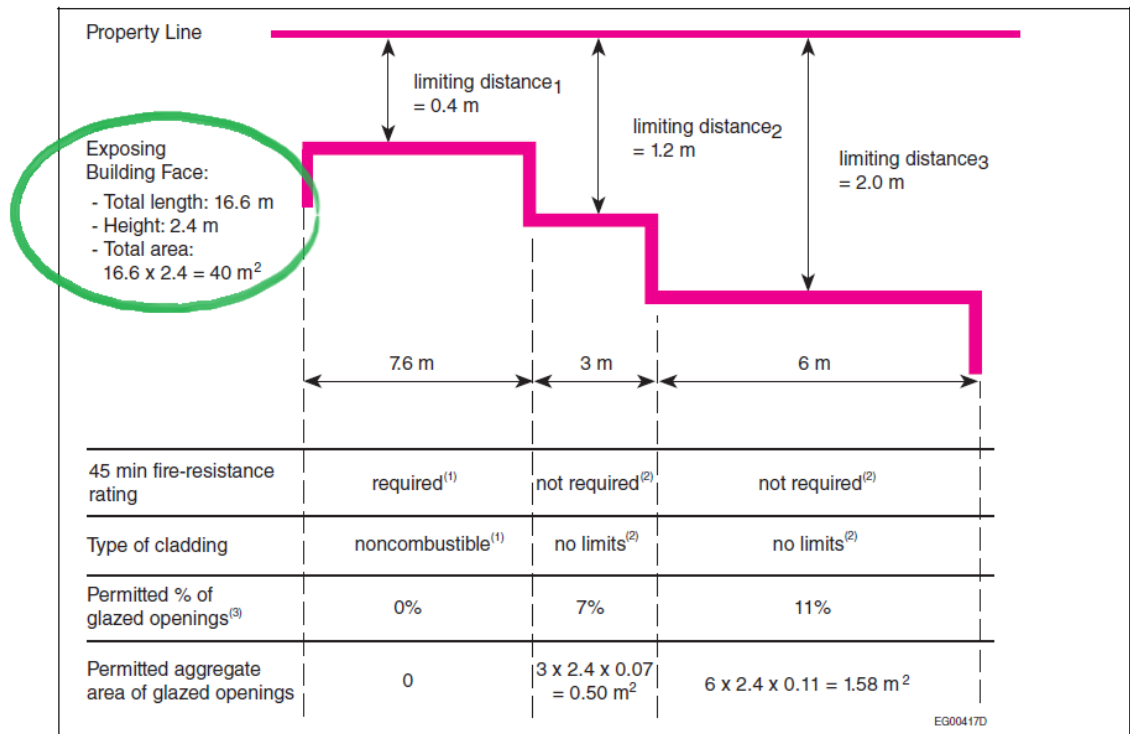 Property Line
limiting distance1
= 0.4 m
limiting distance2
= 1.2 m
limiting distance3
= 2.0 m
Exposing
Building Face:
- Total length: 16.6 m
- Height: 2.4 m
- Total area:
16.6 x 2.4 = 40 m²
7.6 m
3 m
6 m
45 min fire-resistance
rating
required(1)
not required(2)
not required(2)
Type of cladding
noncombustible(1)
no limits(2)
no limits(2)
Permitted % of
glazed openings(3)
0%
7%
11%
Permitted aggregate
area of glazed openings
0
3 x 2.4 x 0.07
= 0.50 m²
6 x 2.4 x 0.11 = 1.58 m²
EG00417D